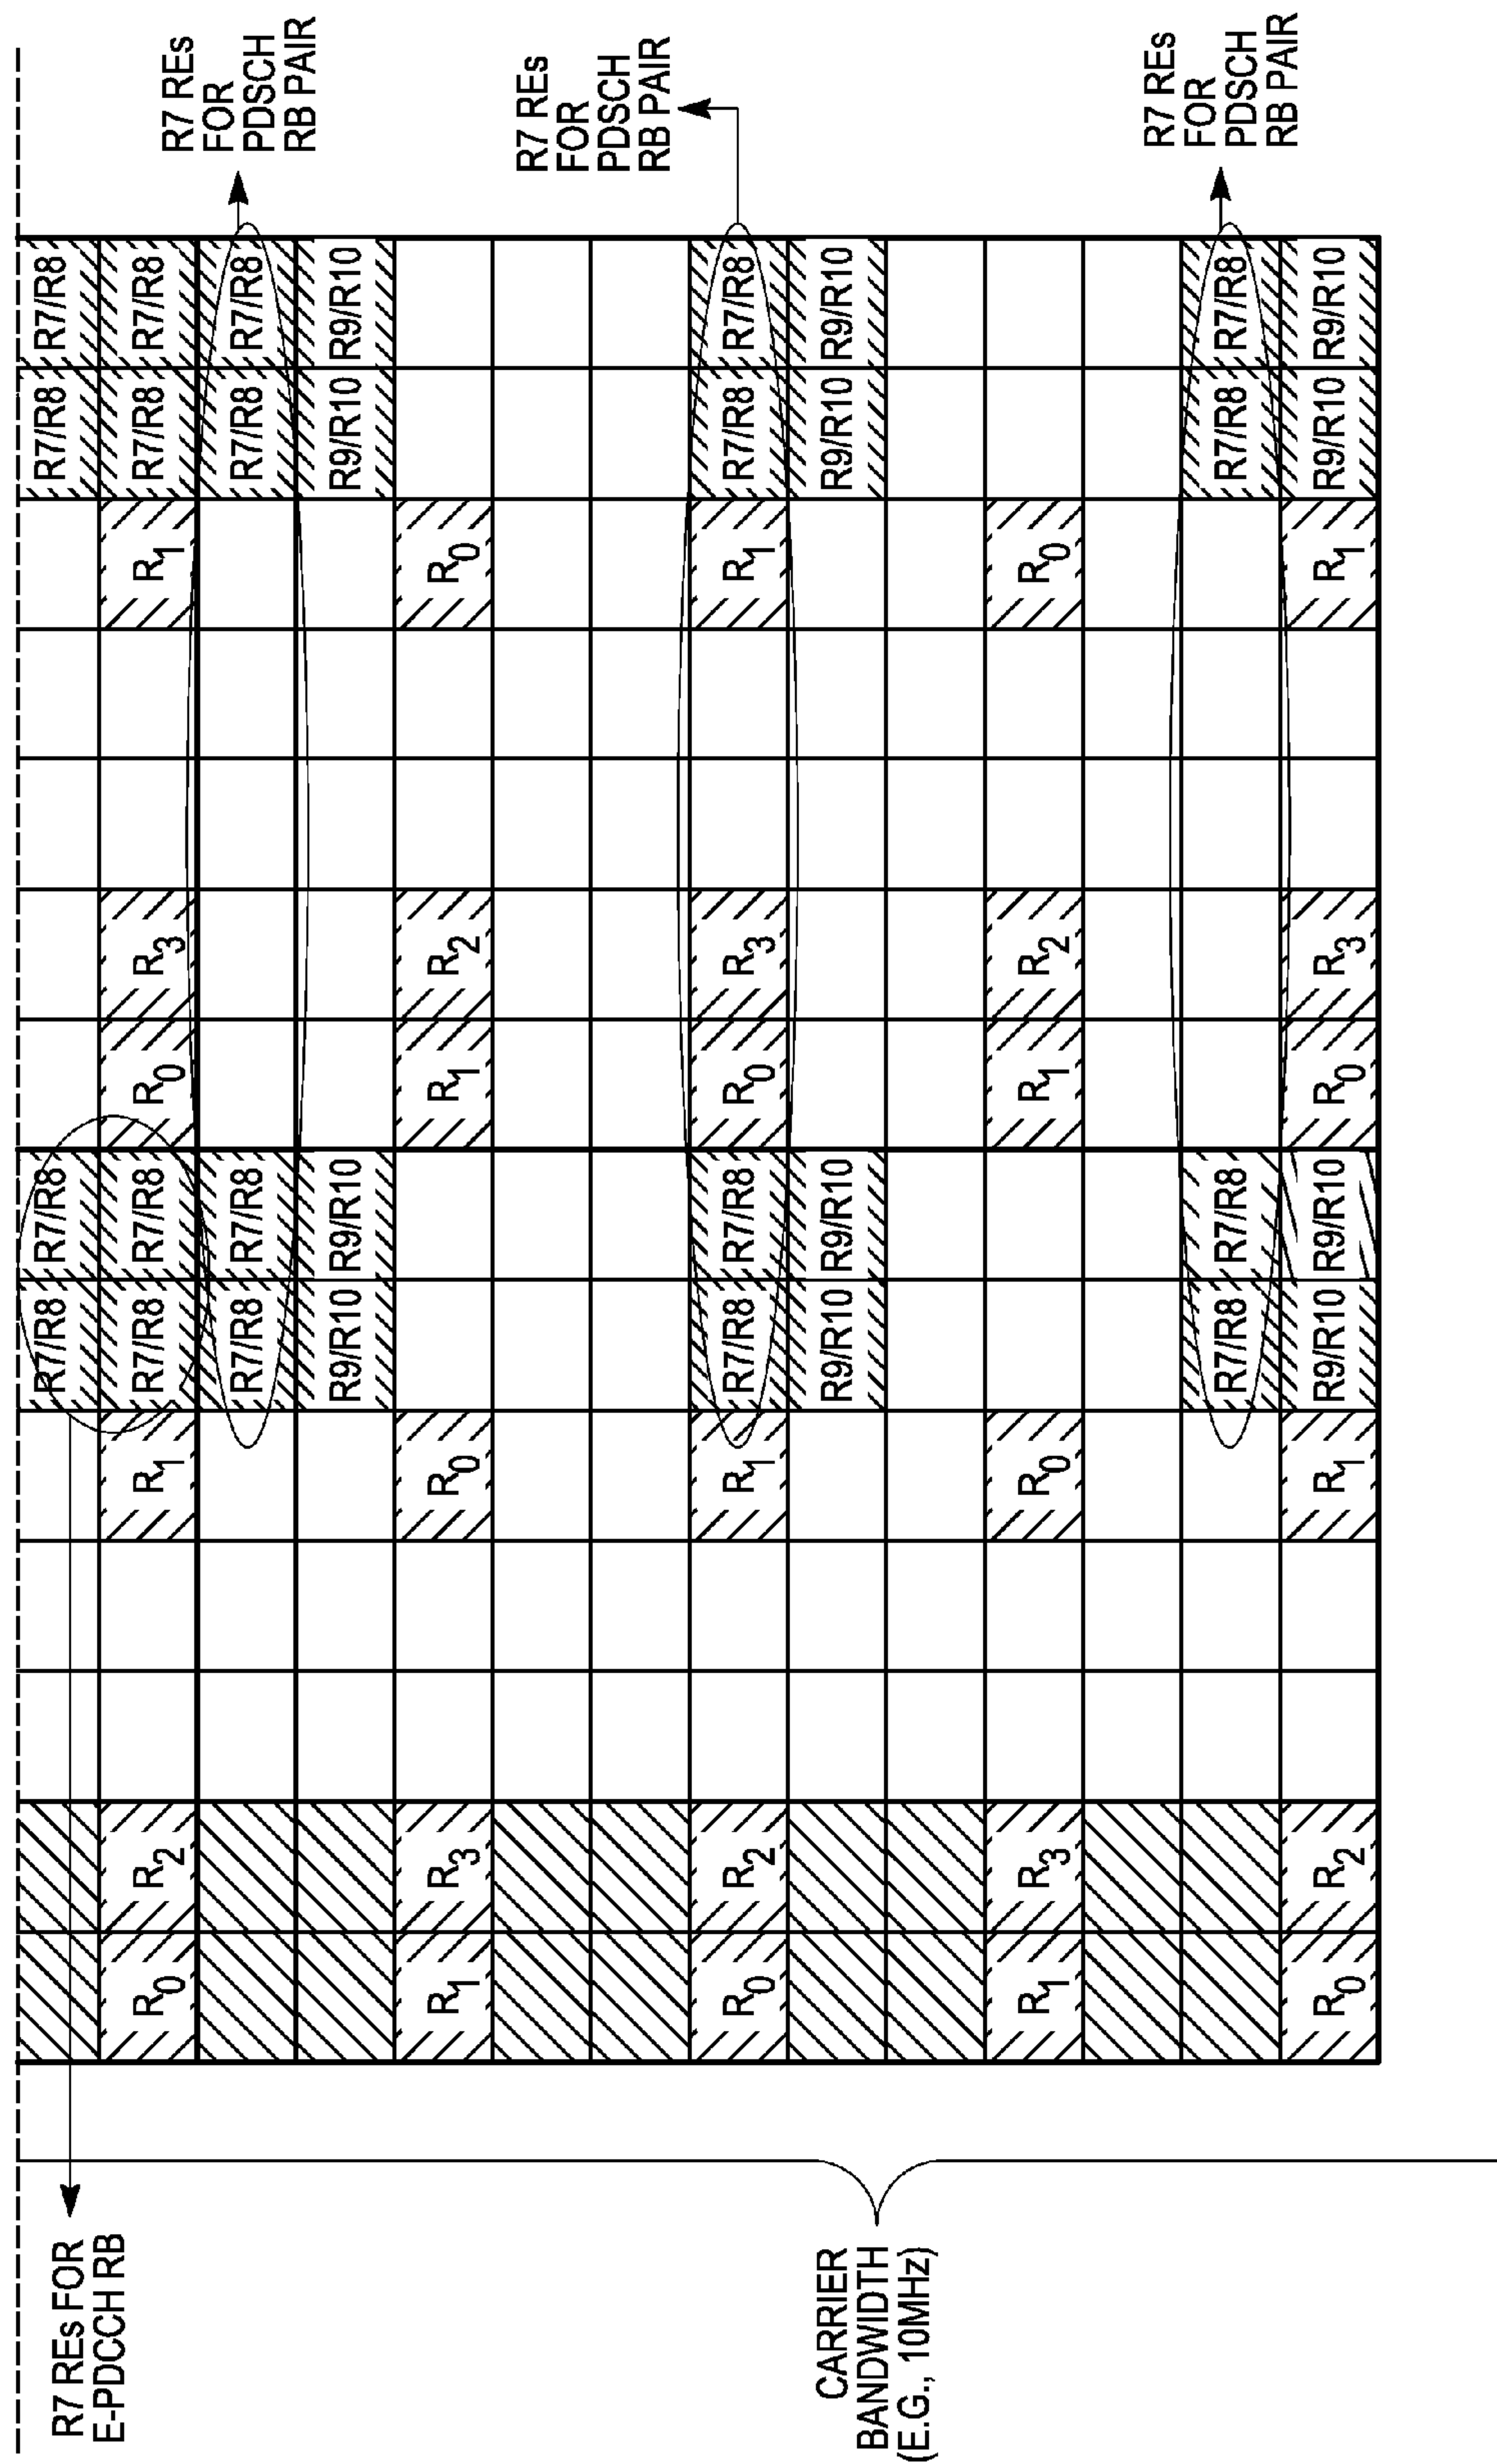 R7 REs FOR
E-PDCCH RB
R7/R8 R7/R8 R7/R8 R7/R8
R0 R2 R1 R7/R8 R7/R8 R0 R3 R1 R7/R8 R7/R8
R7/R8 R7/R8 R7/R8 R7/R8
R7 REs
FOR
PDSCH
RB PAIR
R9/R10 R9/R10 R9/R10 R9/R10
R1 R3 R0 R1 R2 R0
R7 REs
FOR
PDSCH
RB PAIR
R0 R2 R1 R7/R8 R7/R8 R0 R3 R1 R7/R8 R7/R8
CARRIER
BANDWIDTH
(E.G., 10MHz)
R9/R10 R9/R10 R9/R10 R9/R10
R1 R3 R0 R1 R2 R0
R7/R8 R7/R8 R7/R8 R7/R8
R7 REs
FOR
PDSCH
RB PAIR
R0 R2 R1 R9/R10 R9/R10 R0 R3 R1 R9/R10 R9/R10